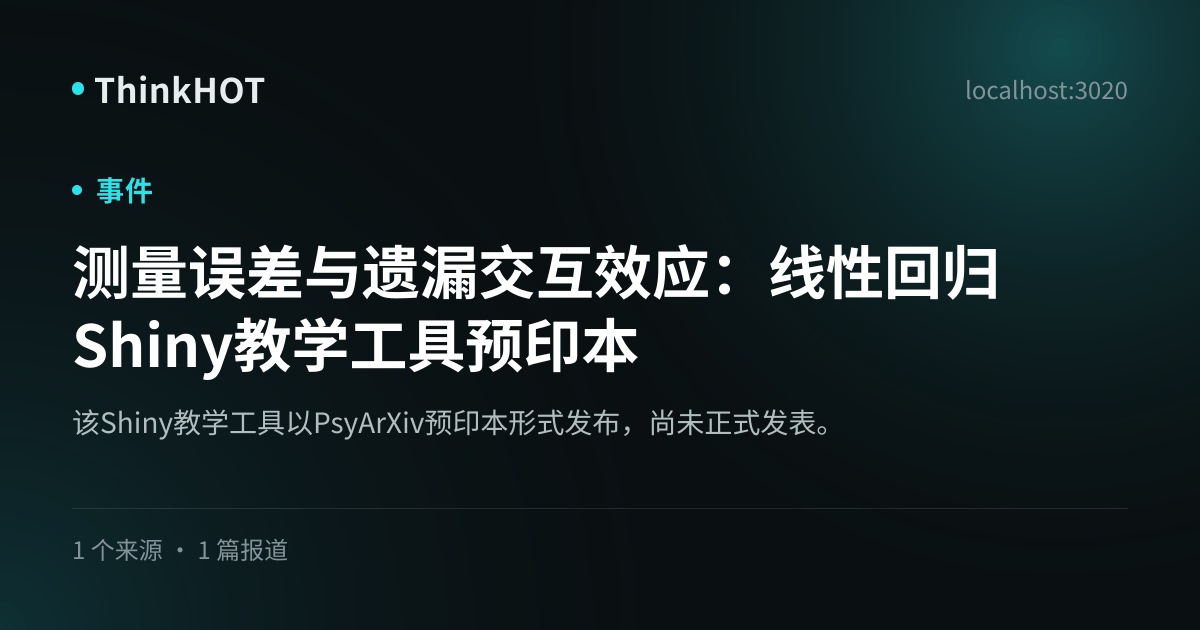 ThinkHOT
localhost:3020
事件
测量误差与遗漏交互效应：线性回归
Shiny教学工具预印本
该Shiny教学工具以PsyArXiv预印本形式发布，尚未正式发表。
1 个来源 · 1 篇报道